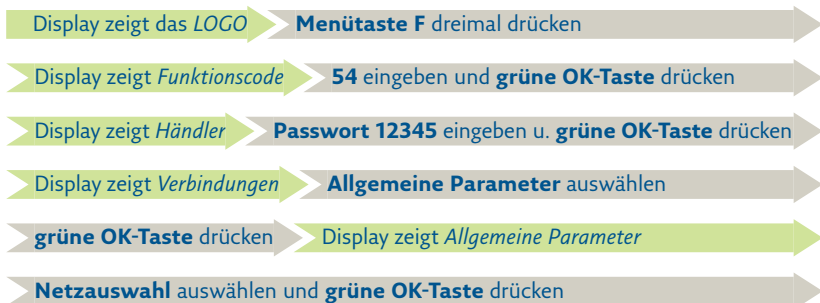 Display zeigt das LOGO Menütaste F dreimal drücken
Display zeigt Funktionscode 54 eingeben und grüne OK-Taste drücken
Display zeigt Händler Passwort 12345 eingeben u. grüne OK-Taste drücken
Display zeigt Verbindungen Allgemeine Parameter auswählen
grüne OK-Taste drücken Display zeigt Allgemeine Parameter
Netzauswahl auswählen und grüne OK-Taste drücken